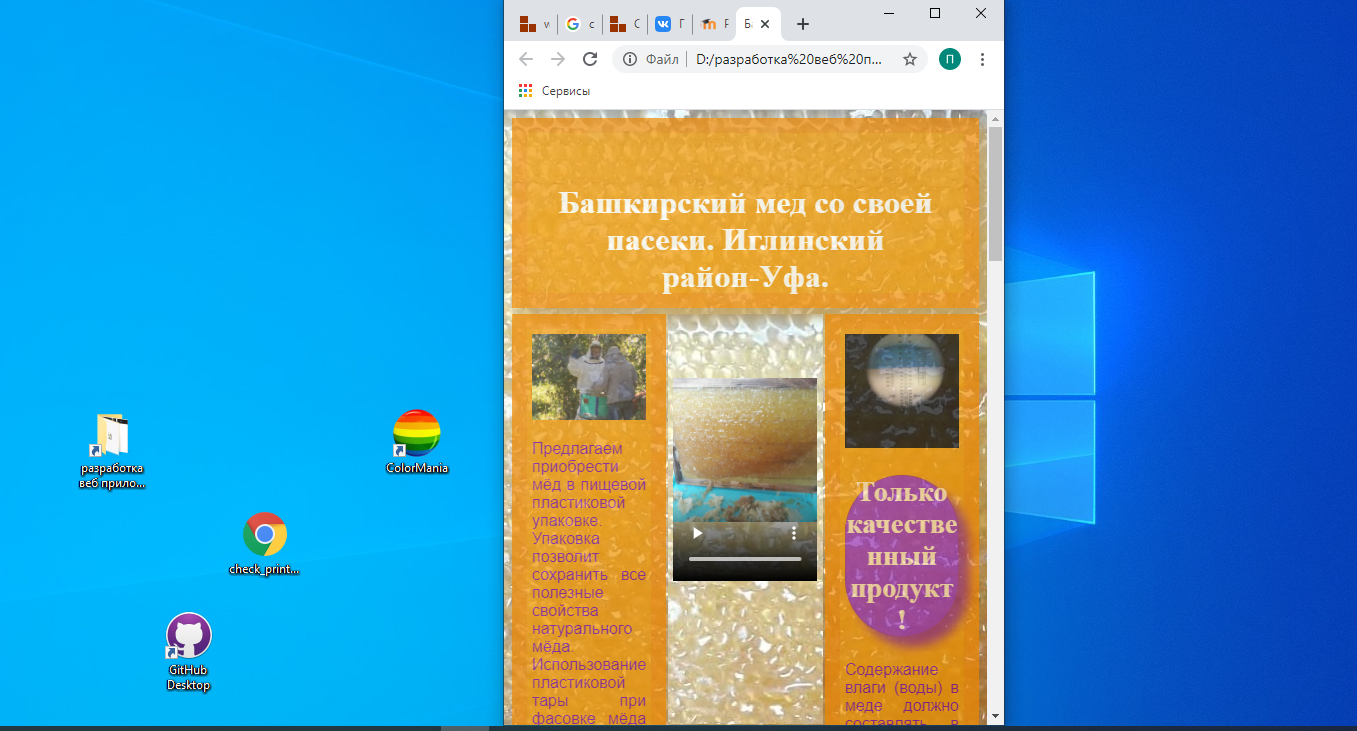 Файл
D:/разработка%20веб%20п...
П
Сервисы
Башкирский мед со своей
пасеки. Иглинский
район-Уфа.
Предлагаем
приобрести
мёд в пищевой
пластиковой
упаковке.
Упаковка
позволит
сохранить все
полезные
свойства
натурального
мёда.
Использование
пластиковой
тары при
фасовке мёда
Только
качестве
нный
продукт
!
Содержание
влаги (воды) в
меде должно
составлять в
разработка
веб прило...
ColorMania
check_print...
GitHub
Desktop